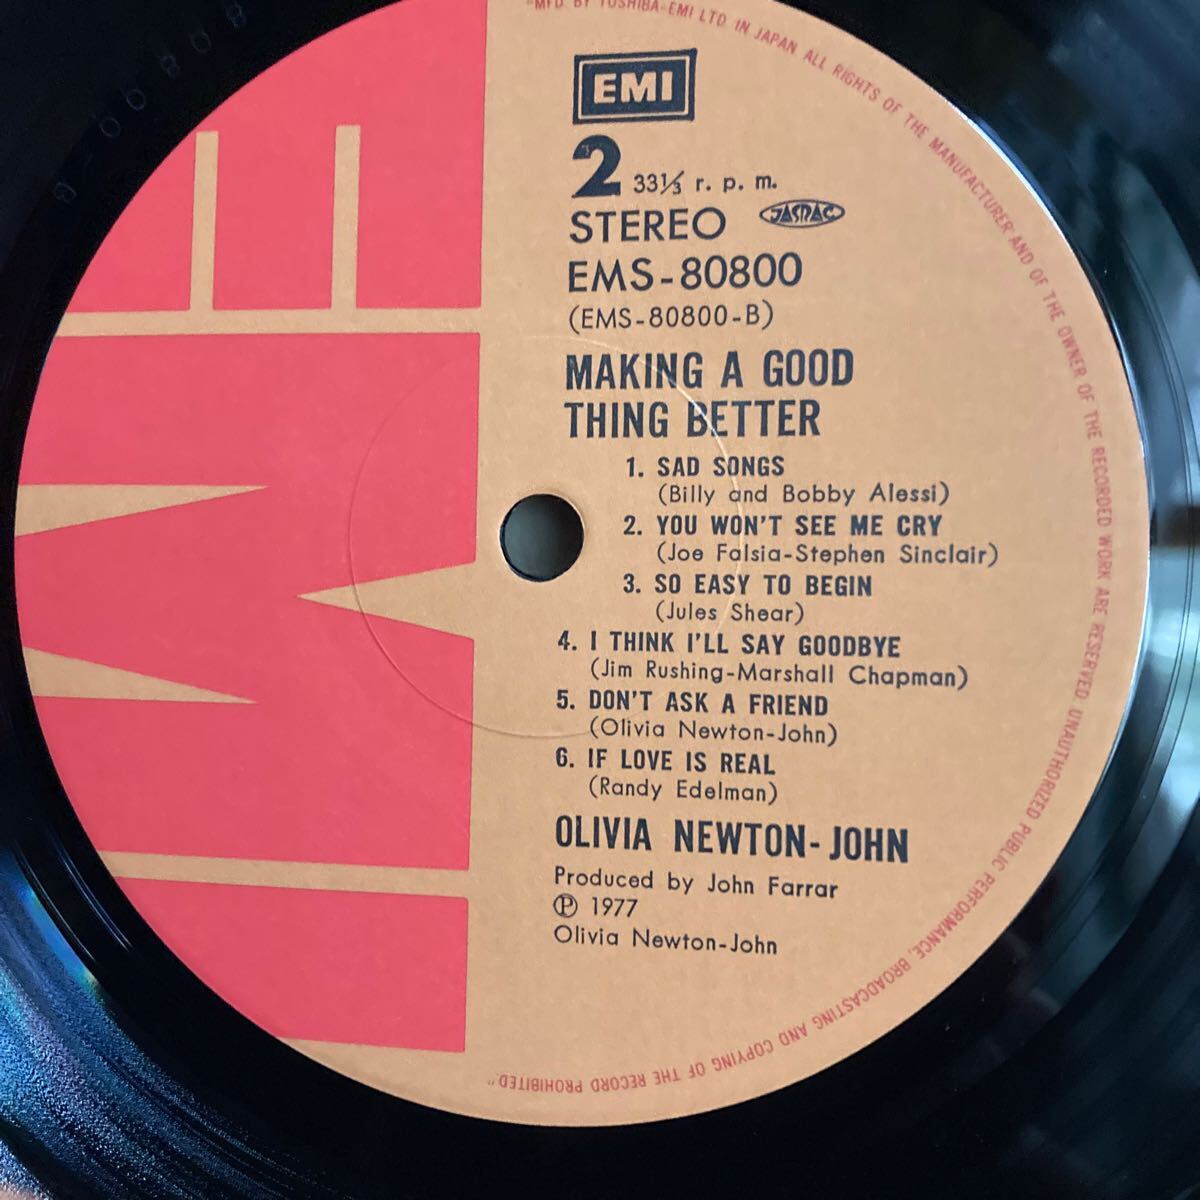 "MFD BY TOSHIBA-EMI LTD IN JAPAN ALL RIGHTS OF THE MANUFACTURER AND OF THE OWNER OF THE RECORDED WORK ARE RESERVED. UNAUTHORIZED PUBLIC PERFORMANCE, BROADCASTING AND COPYING OF THE RECORD PROHIBITED"
EMI
2 33⅓ r. p. m.
STEREO JASRAC
EMS-80800
(EMS-80800-B)
MAKING A GOOD
THING BETTER
1. SAD SONGS
(Billy and Bobby Alessi)
2. YOU WON'T SEE ME CRY
(Joe Falsia-Stephen Sinclair)
3. SO EASY TO BEGIN
(Jules Shear)
4. I THINK I'LL SAY GOODBYE
(Jim Rushing-Marshall Chapman)
5. DON'T ASK A FRIEND
(Olivia Newton-John)
6. IF LOVE IS REAL
(Randy Edelman)
OLIVIA NEWTON-JOHN
Produced by John Farrar
Ⓟ 1977
Olivia Newton-John
EMI